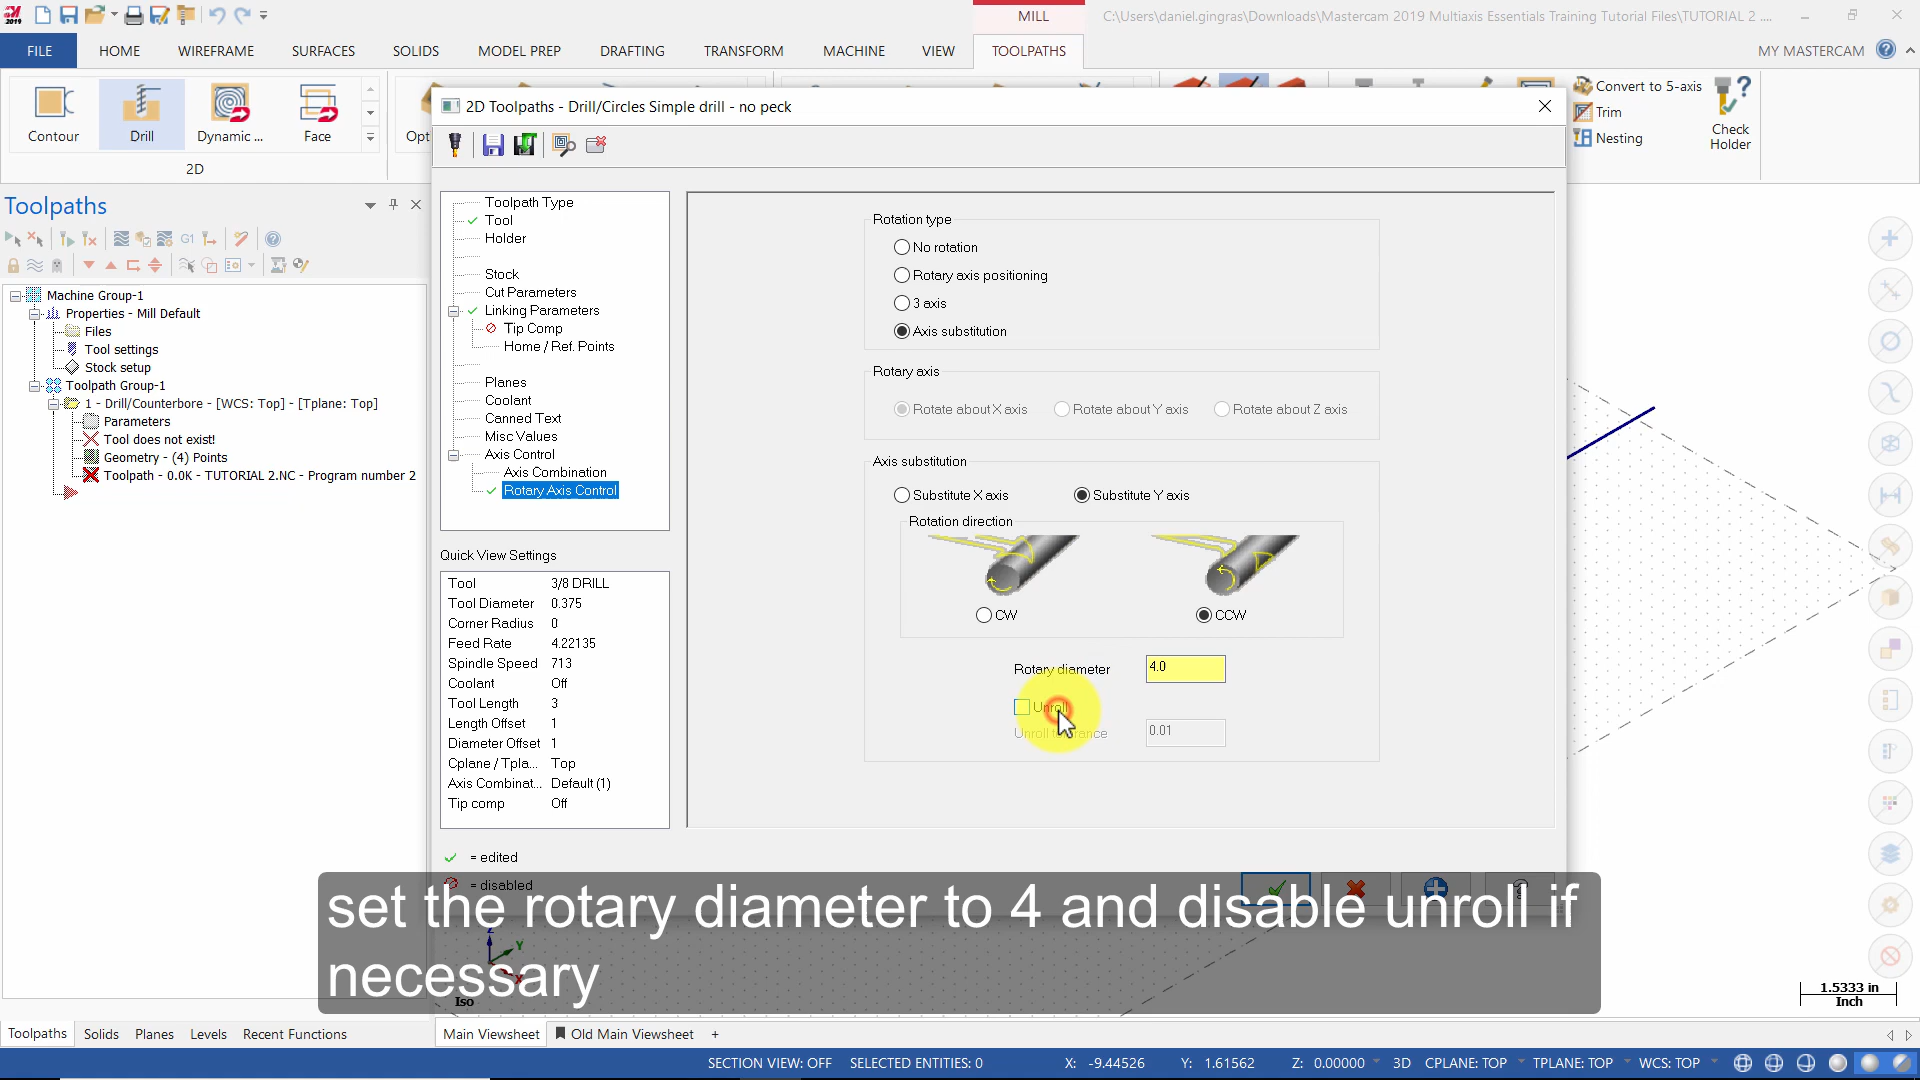 2019
MILL
C:\Users\daniel.gingras\Downloads\Mastercam 2019 Multiaxis Essentials Training Tutorial Files\TUTORIAL 2 ....
FILE HOME WIREFRAME SURFACES SOLIDS MODEL PREP DRAFTING TRANSFORM MACHINE VIEW TOOLPATHS MY MASTERCAM
Contour Drill Dynamic ... Face
2D
Convert to 5-axis
Trim
Nesting
Check
Holder
2D Toolpaths - Drill/Circles Simple drill - no peck
Toolpaths
G1
Machine Group-1
Properties - Mill Default
Files
Tool settings
Stock setup
Toolpath Group-1
1 - Drill/Counterbore - [WCS: Top] - [Tplane: Top]
Parameters
Tool does not exist!
Geometry - (4) Points
Toolpath - 0.0K - TUTORIAL 2.NC - Program number 2
Toolpath Type
Tool
Holder
Stock
Cut Parameters
Linking Parameters
Tip Comp
Home / Ref. Points
Planes
Coolant
Canned Text
Misc Values
Axis Control
Axis Combination
Rotary Axis Control
Quick View Settings
Tool 3/8 DRILL
Tool Diameter 0.375
Corner Radius 0
Feed Rate 4.22135
Spindle Speed 713
Coolant Off
Tool Length 3
Length Offset 1
Diameter Offset 1
Cplane / Tpla... Top
Axis Combinat... Default (1)
Tip comp Off
= edited
= disabled
Rotation type
No rotation
Rotary axis positioning
3 axis
Axis substitution
Rotary axis
Rotate about X axis Rotate about Y axis Rotate about Z axis
Axis substitution
Substitute X axis Substitute Y axis
Rotation direction
CW CCW
Rotary diameter 4.0
Unroll
Unroll tolerance 0.01
set the rotary diameter to 4 and disable unroll if
necessary
Z
Y
X
Iso
1.5333 in
Inch
Toolpaths Solids Planes Levels Recent Functions
Main Viewsheet Old Main Viewsheet +
SECTION VIEW: OFF SELECTED ENTITIES: 0 X: -9.44526 Y: 1.61562 Z: 0.00000 3D CPLANE: TOP TPLANE: TOP WCS: TOP